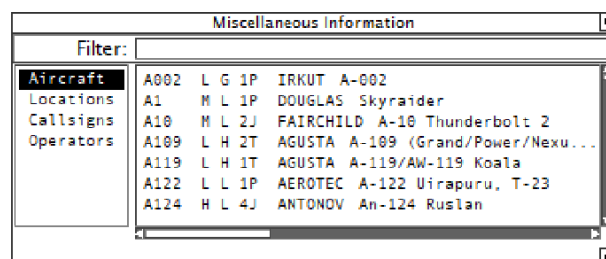 Miscellaneous Information
Filter:
Aircraft
Locations
Callsigns
Operators
A002 L G 1P IRKUT A-002
A1 M L 1P DOUGLAS Skyraider
A10 M L 2J FAIRCHILD A-10 Thunderbolt 2
A109 L H 2T AGUSTA A-109 (Grand/Power/Nexu...
A119 L H 1T AGUSTA A-119/AW-119 Koala
A122 L L 1P AEROTEC A-122 Uirapuru, T-23
A124 H L 4J ANTONOV An-124 Ruslan